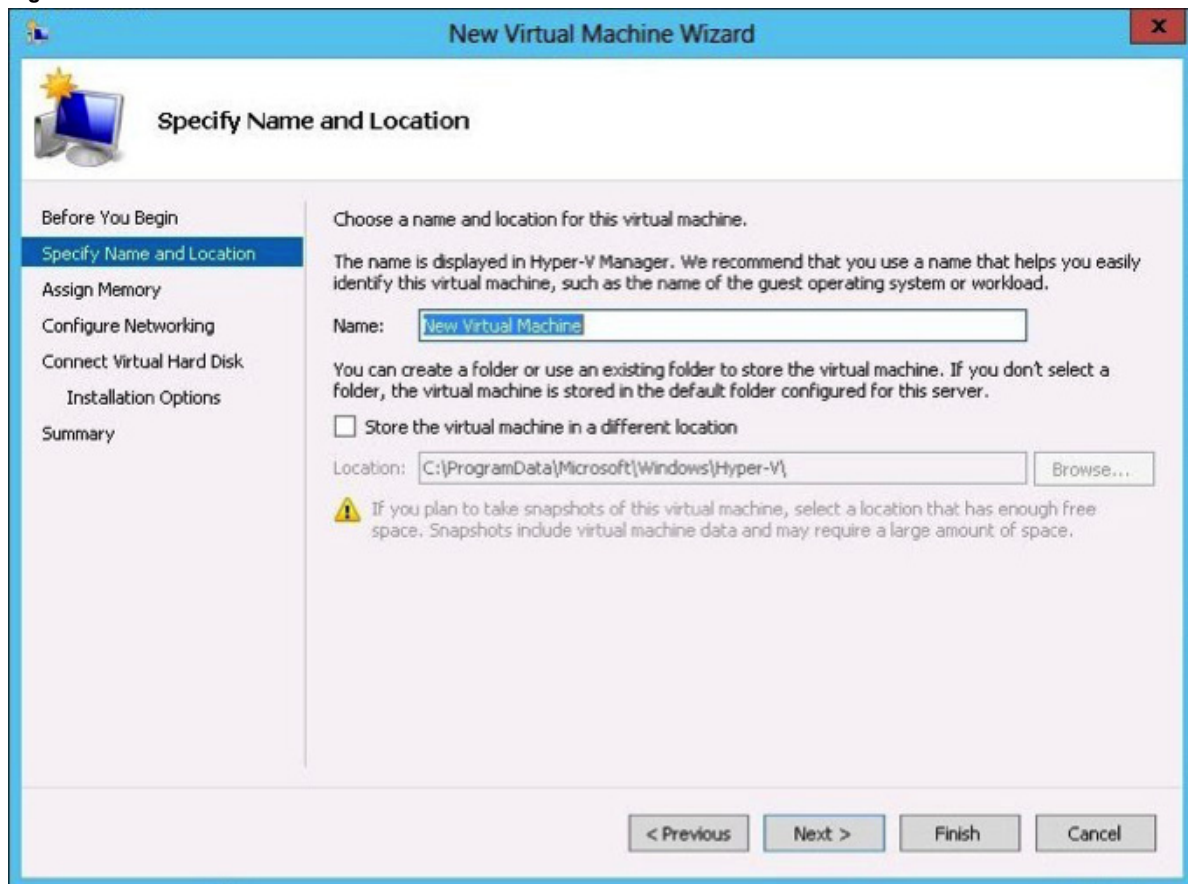 New Virtual Machine Wizard
x
Specify Name and Location
Before You Begin
Specify Name and Location
Assign Memory
Configure Networking
Connect Virtual Hard Disk
Installation Options
Summary
Choose a name and location for this virtual machine.
The name is displayed in Hyper-V Manager. We recommend that you use a name that helps you easily
identify this virtual machine, such as the name of the guest operating system or workload.
Name: New Virtual Machine
You can create a folder or use an existing folder to store the virtual machine. If you don't select a
folder, the virtual machine is stored in the default folder configured for this server.
Store the virtual machine in a different location
Location: C:\ProgramData\Microsoft\Windows\Hyper-V\ Browse...
If you plan to take snapshots of this virtual machine, select a location that has enough free
space. Snapshots include virtual machine data and may require a large amount of space.
< Previous Next > Finish Cancel